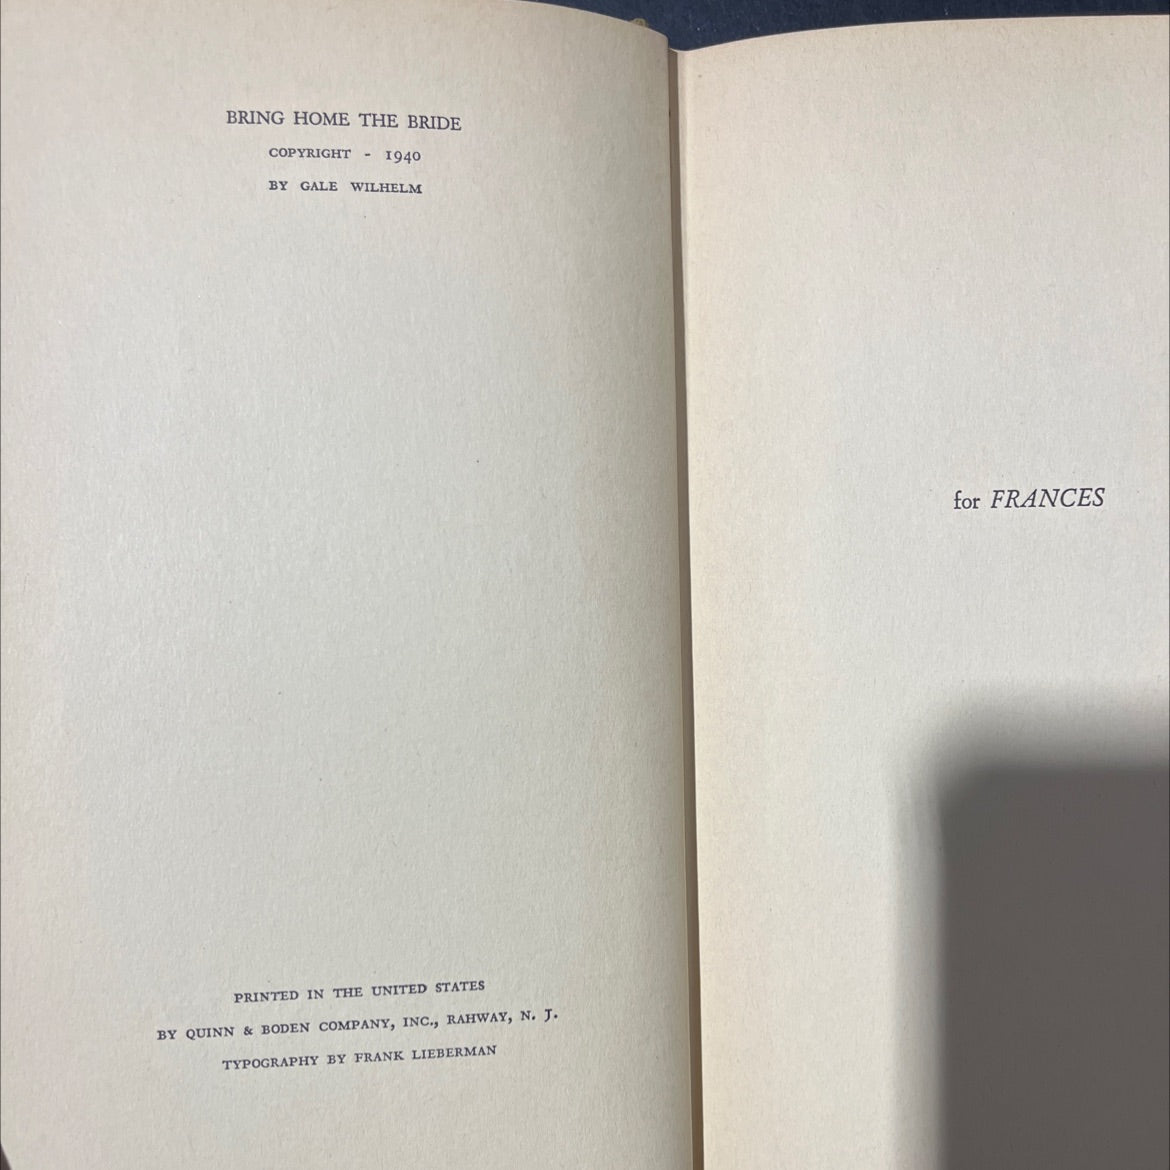 BRING HOME THE BRIDE
COPYRIGHT - 1940
BY GALE WILHELM
PRINTED IN THE UNITED STATES
BY QUINN & BODEN COMPANY, INC., RAHWAY, N. J.
TYPOGRAPHY BY FRANK LIEBERMAN
for FRANCES